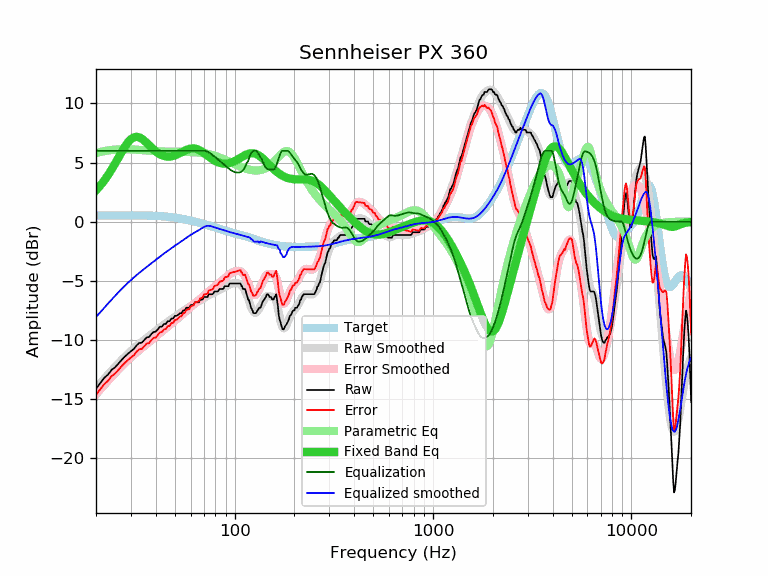 Sennheiser PX 360
10
5
0
−5
−10
−15
−20
Amplitude (dBr)
Target
Raw Smoothed
Error Smoothed
Raw
Error
Parametric Eq
Fixed Band Eq
Equalization
Equalized smoothed
100 1000 10000
Frequency (Hz)